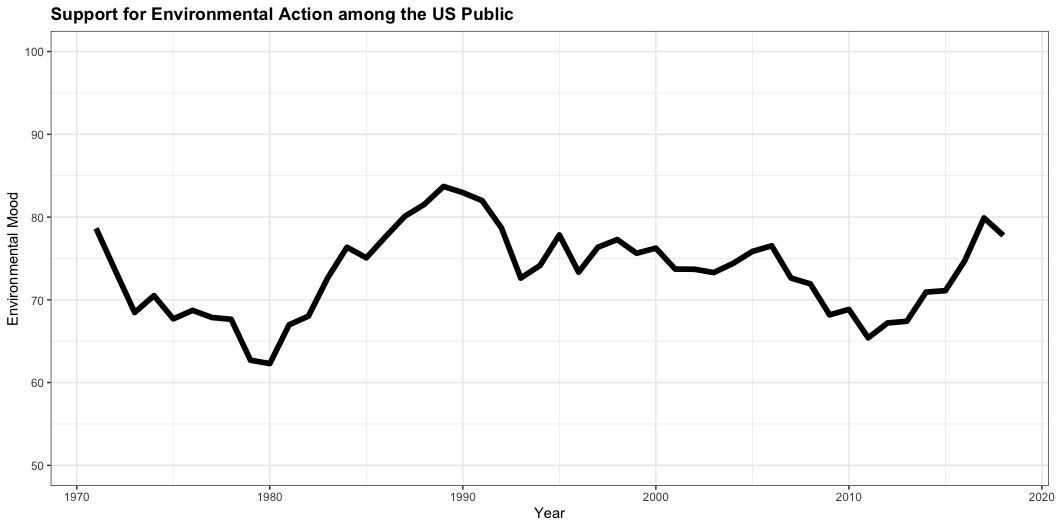 Support for Environmental Action among the US Public
Environmental Mood
100
90
80
70
60
50
1970 1980 1990 2000 2010 2020
Year